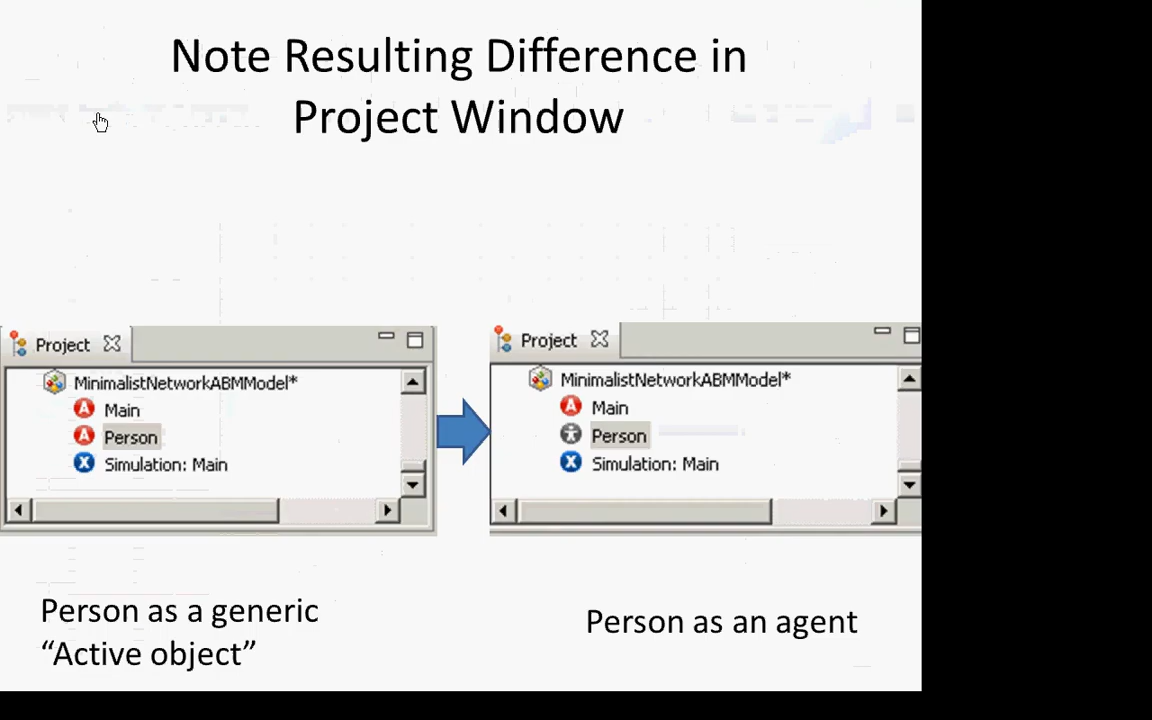 Note Resulting Difference in
Project Window
Project
MinimalistNetworkABMModel*
Main
Person
Simulation: Main
Project
MinimalistNetworkABMModel*
Main
Person
Simulation: Main
Person as a generic
“Active object”
Person as an agent